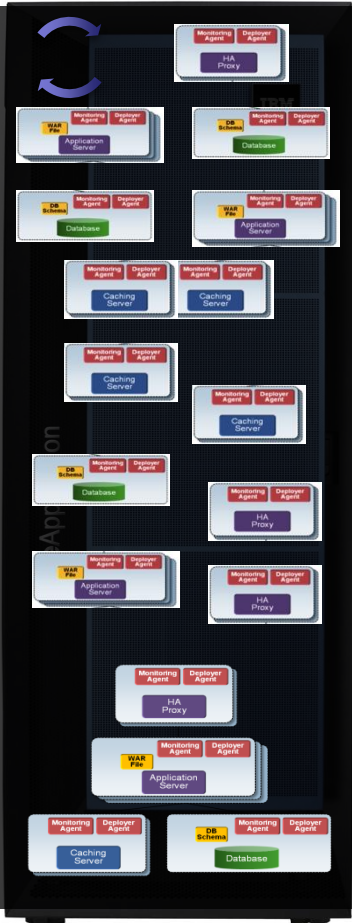 Monitoring Agent Deployer Agent
HA Proxy
IBM
Monitoring Agent Deployer Agent
WAR File
Application Server
Monitoring Agent Deployer Agent
DB Schema
Database
Monitoring Agent Deployer Agent
DB Schema
Database
Monitoring Agent Deployer Agent
WAR File
Application Server
Monitoring Agent Deployer Agent
Caching Server
Monitoring Agent Deployer Agent
Caching Server
Monitoring Agent Deployer Agent
Caching Server
Monitoring Agent Deployer Agent
Caching Server
Monitoring Agent Deployer Agent
DB Schema
Database
Monitoring Agent Deployer Agent
HA Proxy
Monitoring Agent Deployer Agent
WAR File
Application Server
Monitoring Agent Deployer Agent
HA Proxy
Monitoring Agent Deployer Agent
HA Proxy
Monitoring Agent Deployer Agent
WAR File
Application Server
Monitoring Agent Deployer Agent
Caching Server
Monitoring Agent Deployer Agent
DB Schema
Database